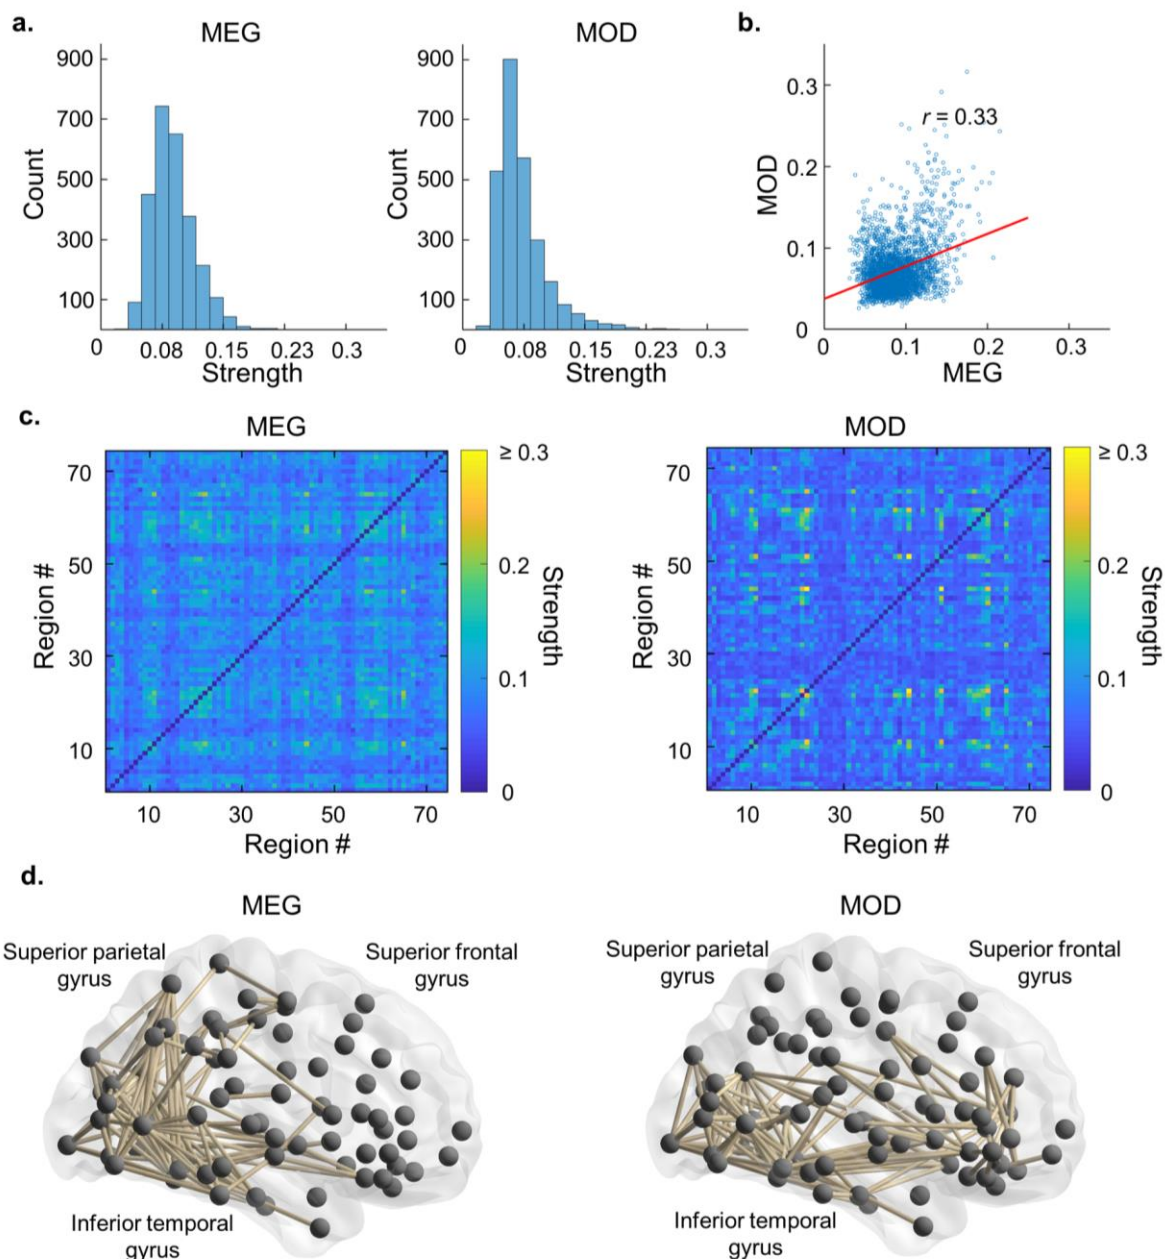 a.
MEG
Count
900
700
500
300
100
0
0.08
0.15
0.23
0.3
Strength
MOD
Count
900
700
500
300
100
0
0.08
0.15
0.23
0.3
Strength
b.
MOD
0.3
0.2
0.1
0
r = 0.33
0
0.1
0.2
0.3
MEG
c.
MEG
Region #
70
50
30
10
10
30
50
70
Region #
≥ 0.3
0.2
0.1
0
Strength
MOD
Region #
70
50
30
10
10
30
50
70
Region #
≥ 0.3
0.2
0.1
0
Strength
d.
MEG
Superior parietal
gyrus
Superior frontal
gyrus
Inferior temporal
gyrus
MOD
Superior parietal
gyrus
Superior frontal
gyrus
Inferior temporal
gyrus